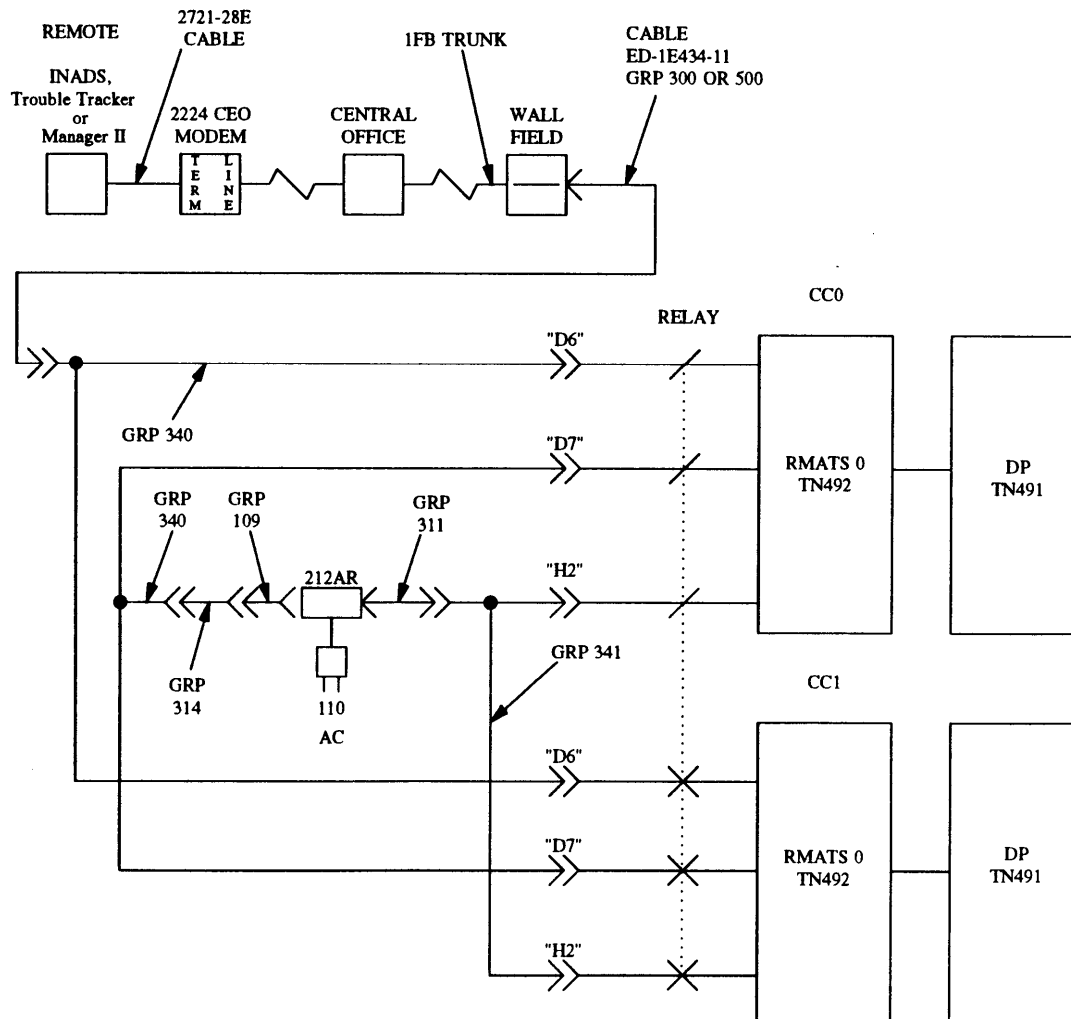 REMOTE
2721-28E
CABLE
1FB TRUNK
CABLE
ED-1E434-11
GRP 300 OR 500
INADS,
Trouble Tracker
or
Manager II
2224 CEO
MODEM
CENTRAL
OFFICE
WALL
FIELD
TERM
LINE
CC0
RELAY
"D6"
GRP 340
"D7"
RMATS 0
TN492
DP
TN491
GRP
340
GRP
109
GRP
311
212AR
"H2"
GRP
314
110
AC
GRP 341
CC1
"D6"
"D7"
RMATS 0
TN492
DP
TN491
"H2"